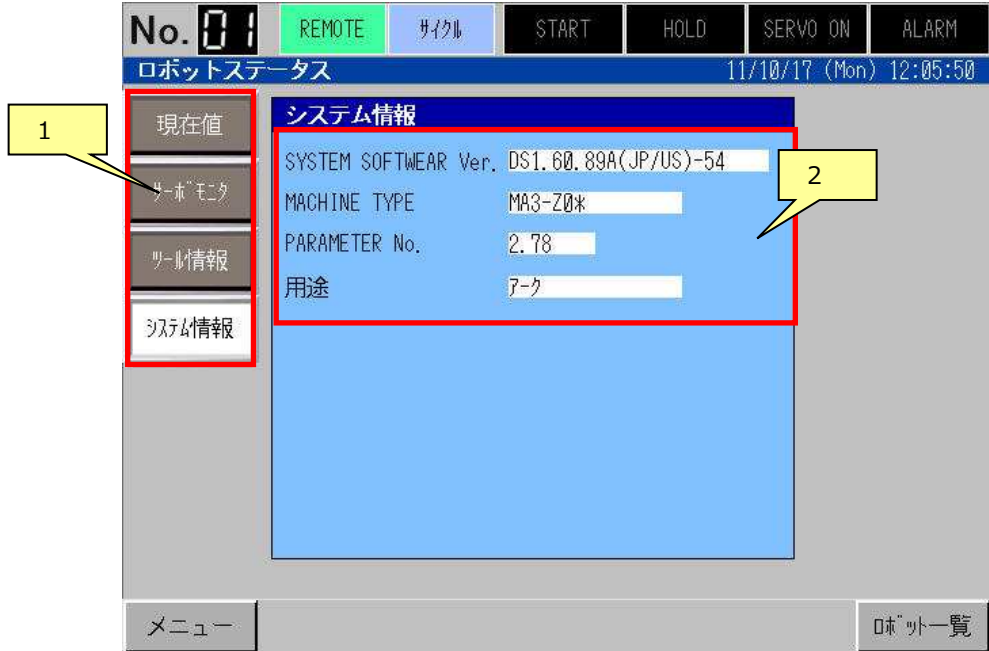 No. 01 REMOTE ｻｲｸﾙ START HOLD SERVO ON ALARM
ロボットステータス 11/10/17 (Mon) 12:05:50
1
現在値
ｻｰﾎﾞﾓﾆﾀ
ﾂｰﾙ情報
ｼｽﾃﾑ情報
システム情報
SYSTEM SOFTWEAR Ver. DS1.60.89A(JP/US)-54
MACHINE TYPE MA3-Z0*
PARAMETER No. 2.78
用途 ｱｰｸ
2
メニュー ﾛﾎﾞｯﾄ一覧